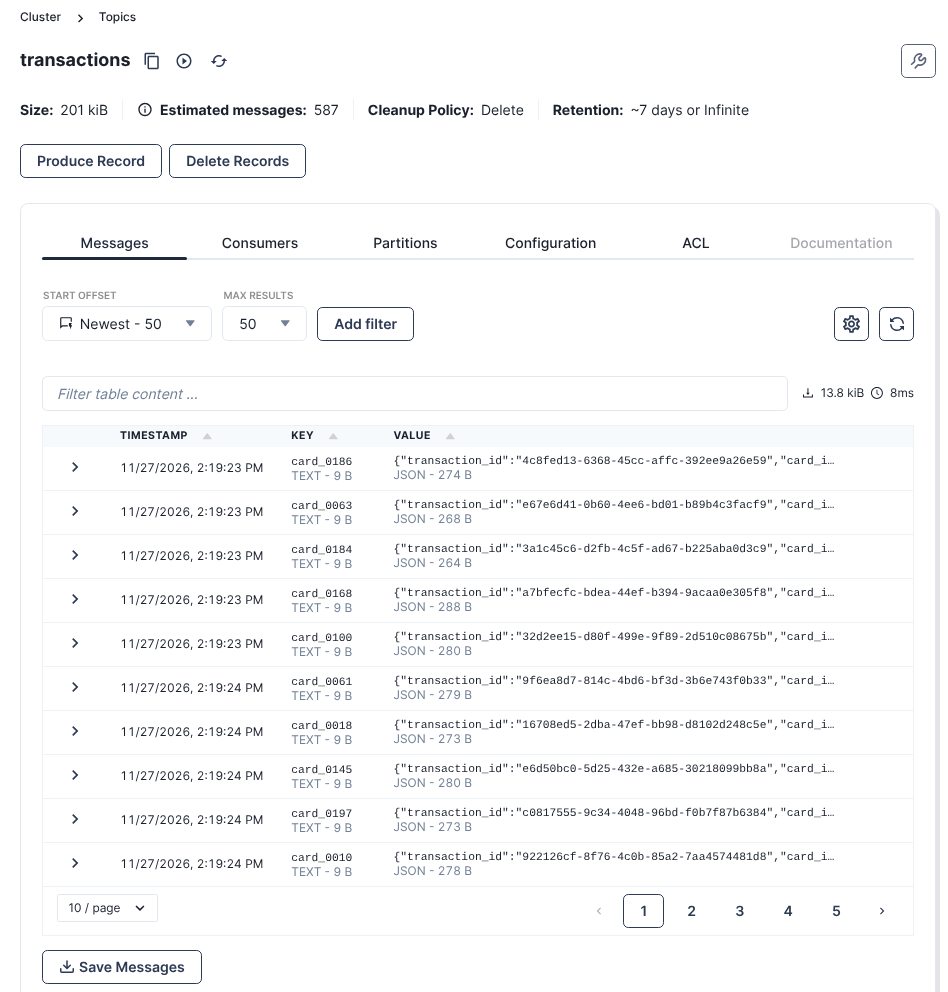 Cluster > Topics
transactions
Size: 201 kiB Estimated messages: 587 Cleanup Policy: Delete Retention: ~7 days or Infinite
Produce Record Delete Records
Messages Consumers Partitions Configuration ACL Documentation
START OFFSET MAX RESULTS
Newest - 50 50 Add filter
Filter table content ... 13.8 kiB 8ms
TIMESTAMP KEY VALUE
11/27/2026, 2:19:23 PM card_0186 {"transaction_id":"4c8fed13-6368-45cc-affc-392ee9a26e59","card_i…
TEXT - 9 B JSON - 274 B
11/27/2026, 2:19:23 PM card_0063 {"transaction_id":"e67e6d41-0b60-4ee6-bd01-b89b4c3facf9","card_i…
TEXT - 9 B JSON - 268 B
11/27/2026, 2:19:23 PM card_0184 {"transaction_id":"3a1c45c6-d2fb-4c5f-ad67-b225aba0d3c9","card_i…
TEXT - 9 B JSON - 264 B
11/27/2026, 2:19:23 PM card_0168 {"transaction_id":"a7bfecfc-bdea-44ef-b394-9acaa0e305f8","card_i…
TEXT - 9 B JSON - 288 B
11/27/2026, 2:19:23 PM card_0100 {"transaction_id":"32d2ee15-d80f-499e-9f89-2d510c08675b","card_i…
TEXT - 9 B JSON - 280 B
11/27/2026, 2:19:24 PM card_0061 {"transaction_id":"9f6ea8d7-814c-4bd6-bf3d-3b6e743f0b33","card_i…
TEXT - 9 B JSON - 279 B
11/27/2026, 2:19:24 PM card_0018 {"transaction_id":"16708ed5-2dba-47ef-bb98-d8102d248c5e","card_i…
TEXT - 9 B JSON - 273 B
11/27/2026, 2:19:24 PM card_0145 {"transaction_id":"e6d50bc0-5d25-432e-a685-30218099bb8a","card_i…
TEXT - 9 B JSON - 280 B
11/27/2026, 2:19:24 PM card_0197 {"transaction_id":"c0817555-9c34-4048-96bd-f0b7f87b6384","card_i…
TEXT - 9 B JSON - 273 B
11/27/2026, 2:19:24 PM card_0010 {"transaction_id":"922126cf-8f76-4c0b-85a2-7aa4574481d8","card_i…
TEXT - 9 B JSON - 278 B
10 / page 1 2 3 4 5
Save Messages